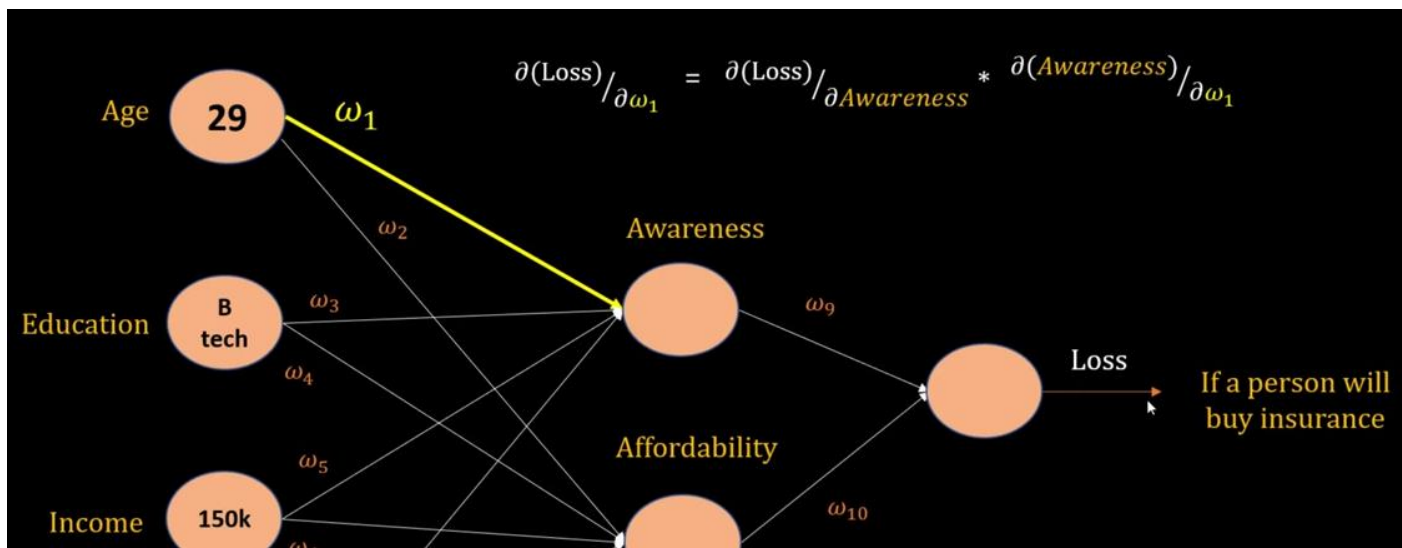 ∂(Loss)/∂ω₁ = ∂(Loss)/∂Awareness * ∂(Awareness)/∂ω₁
Age
29
ω₁
ω₂
Awareness
Education
B
tech
ω₃
ω₉
ω₄
Loss
If a person will
buy insurance
Affordability
ω₅
Income
150k
ω₁₀